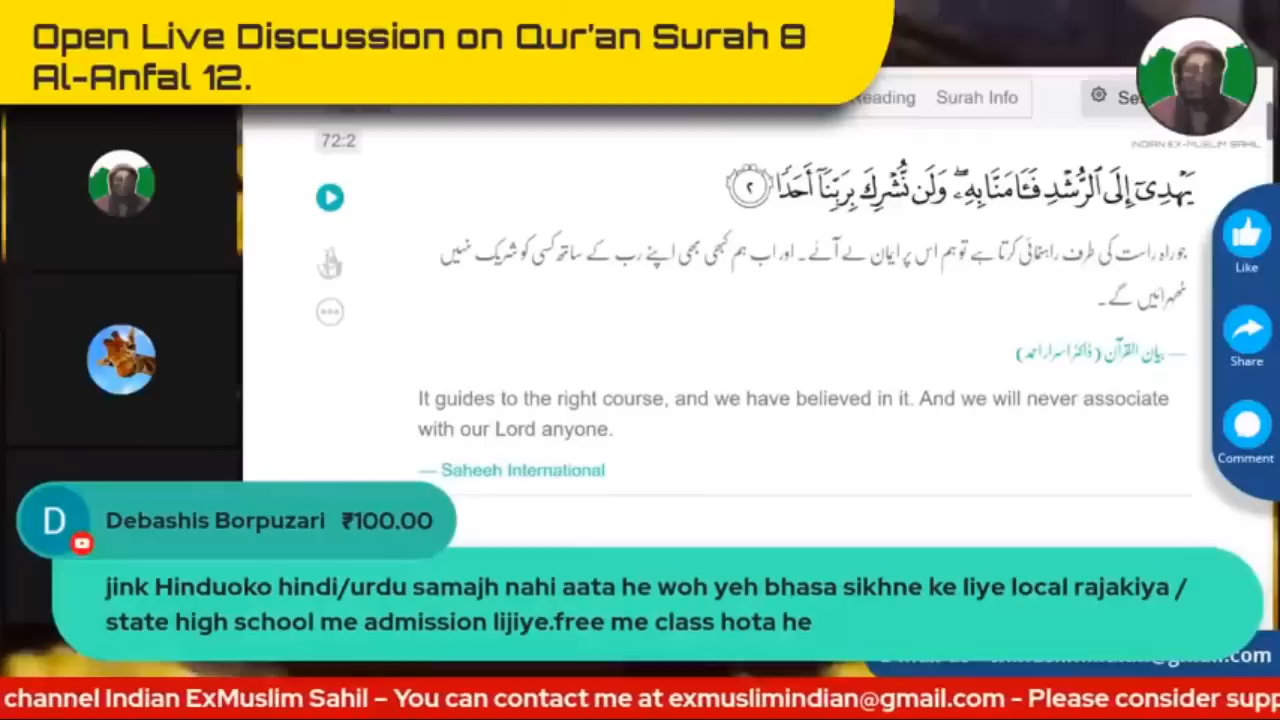 Open Live Discussion on Qur'an Surah 8
Al-Anfal 12.
Reading
Surah Info
INDIAN EX-MUSLIM SAHIL
72:2
يَهْدِىٓ إِلَى ٱلرُّشْدِ فَـَٔامَنَّا بِهِۦ ۖ وَلَن نُّشْرِكَ بِرَبِّنَآ أَحَدًا ٢
جو راہ راست کی طرف راہنمائی کرتا ہے تو ہم اس پر ایمان لے آئے۔ اور اب ہم کبھی بھی اپنے رب کے ساتھ کسی کو شریک نہیں
ٹھہرائیں گے۔
— بیان القرآن (ڈاکٹر اسرار احمد)
It guides to the right course, and we have believed in it. And we will never associate
with our Lord anyone.
— Saheeh International
Like
Share
Comment
D
Debashis Borpuzari ₹100.00
jink Hinduoko hindi/urdu samajh nahi aata he woh yeh bhasa sikhne ke liye local rajakiya /
state high school me admission lijiye.free me class hota he
channel Indian ExMuslim Sahil – You can contact me at exmuslimindian@gmail.com - Please consider supp